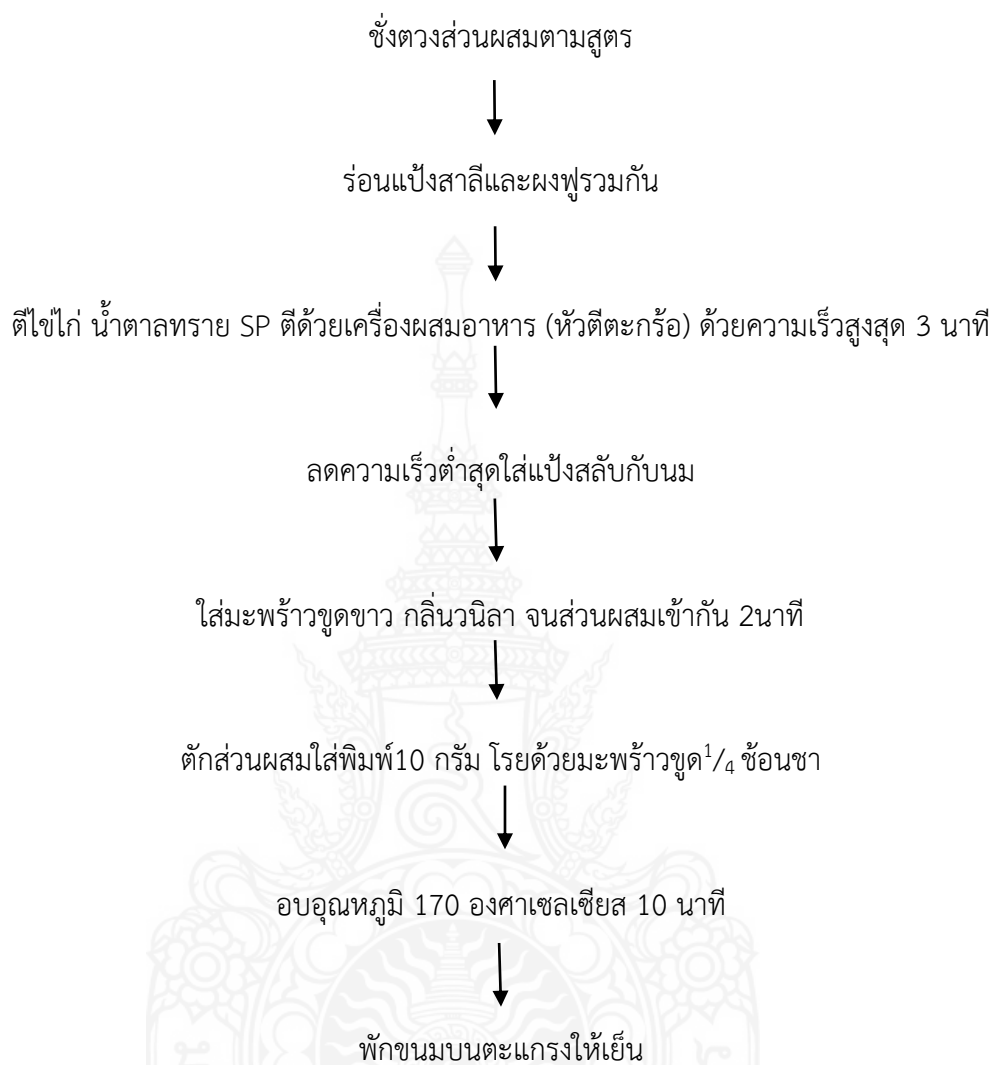 ชั่งตวงส่วนผสมตามสูตร
ร่อนแป้งสาลีและผงฟูรวมกัน
ตีไข่ไก่ น้ำตาลทราย SP ตีด้วยเครื่องผสมอาหาร (หัวตีตะกร้อ) ด้วยความเร็วสูงสุด 3 นาที
ลดความเร็วต่ำสุดใส่แป้งสลับกับนม
ใส่มะพร้าวขูดขาว กลิ่นวนิลา จนส่วนผสมเข้ากัน 2นาที
ตักส่วนผสมใส่พิมพ์10 กรัม โรยด้วยมะพร้าวขูด¹/₄ ช้อนชา
อบอุณหภูมิ 170 องศาเซลเซียส 10 นาที
พักขนมบนตะแกรงให้เย็น